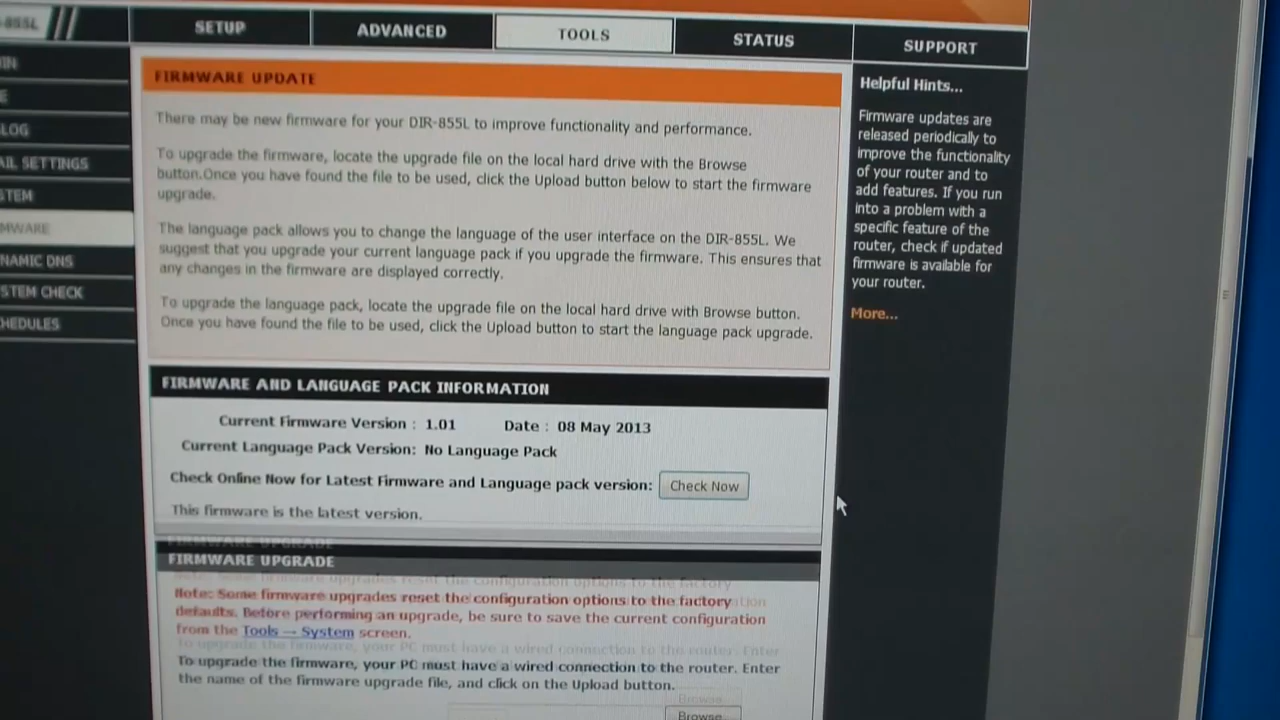 -855L
SETUP
ADVANCED
TOOLS
STATUS
SUPPORT
LOG
AIL SETTINGS
STEM
MWARE
NAMIC DNS
STEM CHECK
HEDULES
FIRMWARE UPDATE
There may be new firmware for your DIR-855L to improve functionality and performance.
To upgrade the firmware, locate the upgrade file on the local hard drive with the Browse
button.Once you have found the file to be used, click the Upload button below to start the firmware
upgrade.
The language pack allows you to change the language of the user interface on the DIR-855L. We
suggest that you upgrade your current language pack if you upgrade the firmware. This ensures that
any changes in the firmware are displayed correctly.
To upgrade the language pack, locate the upgrade file on the local hard drive with Browse button.
Once you have found the file to be used, click the Upload button to start the language pack upgrade.
FIRMWARE AND LANGUAGE PACK INFORMATION
Current Firmware Version : 1.01 Date : 08 May 2013
Current Language Pack Version: No Language Pack
Check Online Now for Latest Firmware and Language pack version: Check Now
This firmware is the latest version.
FIRMWARE UPGRADE
Note: Some firmware upgrades reset the configuration options to the factory
defaults. Before performing an upgrade, be sure to save the current configuration
from the Tools → System screen.
To upgrade the firmware, your PC must have a wired connection to the router. Enter
the name of the firmware upgrade file, and click on the Upload button.
Browse...
Helpful Hints...
Firmware updates are
released periodically to
improve the functionality
of your router and to
add features. If you run
into a problem with a
specific feature of the
router, check if updated
firmware is available for
your router.
More...